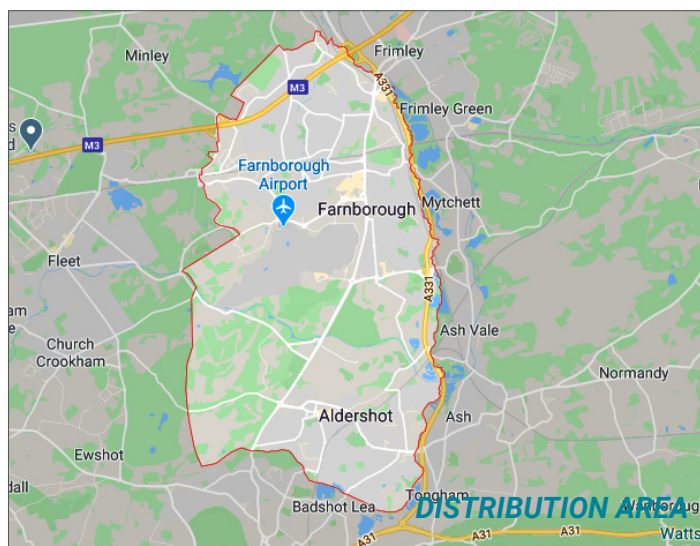 Frimley
Minley
A331
M3
Frimley Green
M3
Farnborough
Airport
Farnborough
Mytchett
Fleet
A331
Ash Vale
Church
Crookham
Normandy
Aldershot
Ash
Ewshot
Tongham
Badshot Lea
DISTRIBUTION AREA
A31
A31
A31
Watts